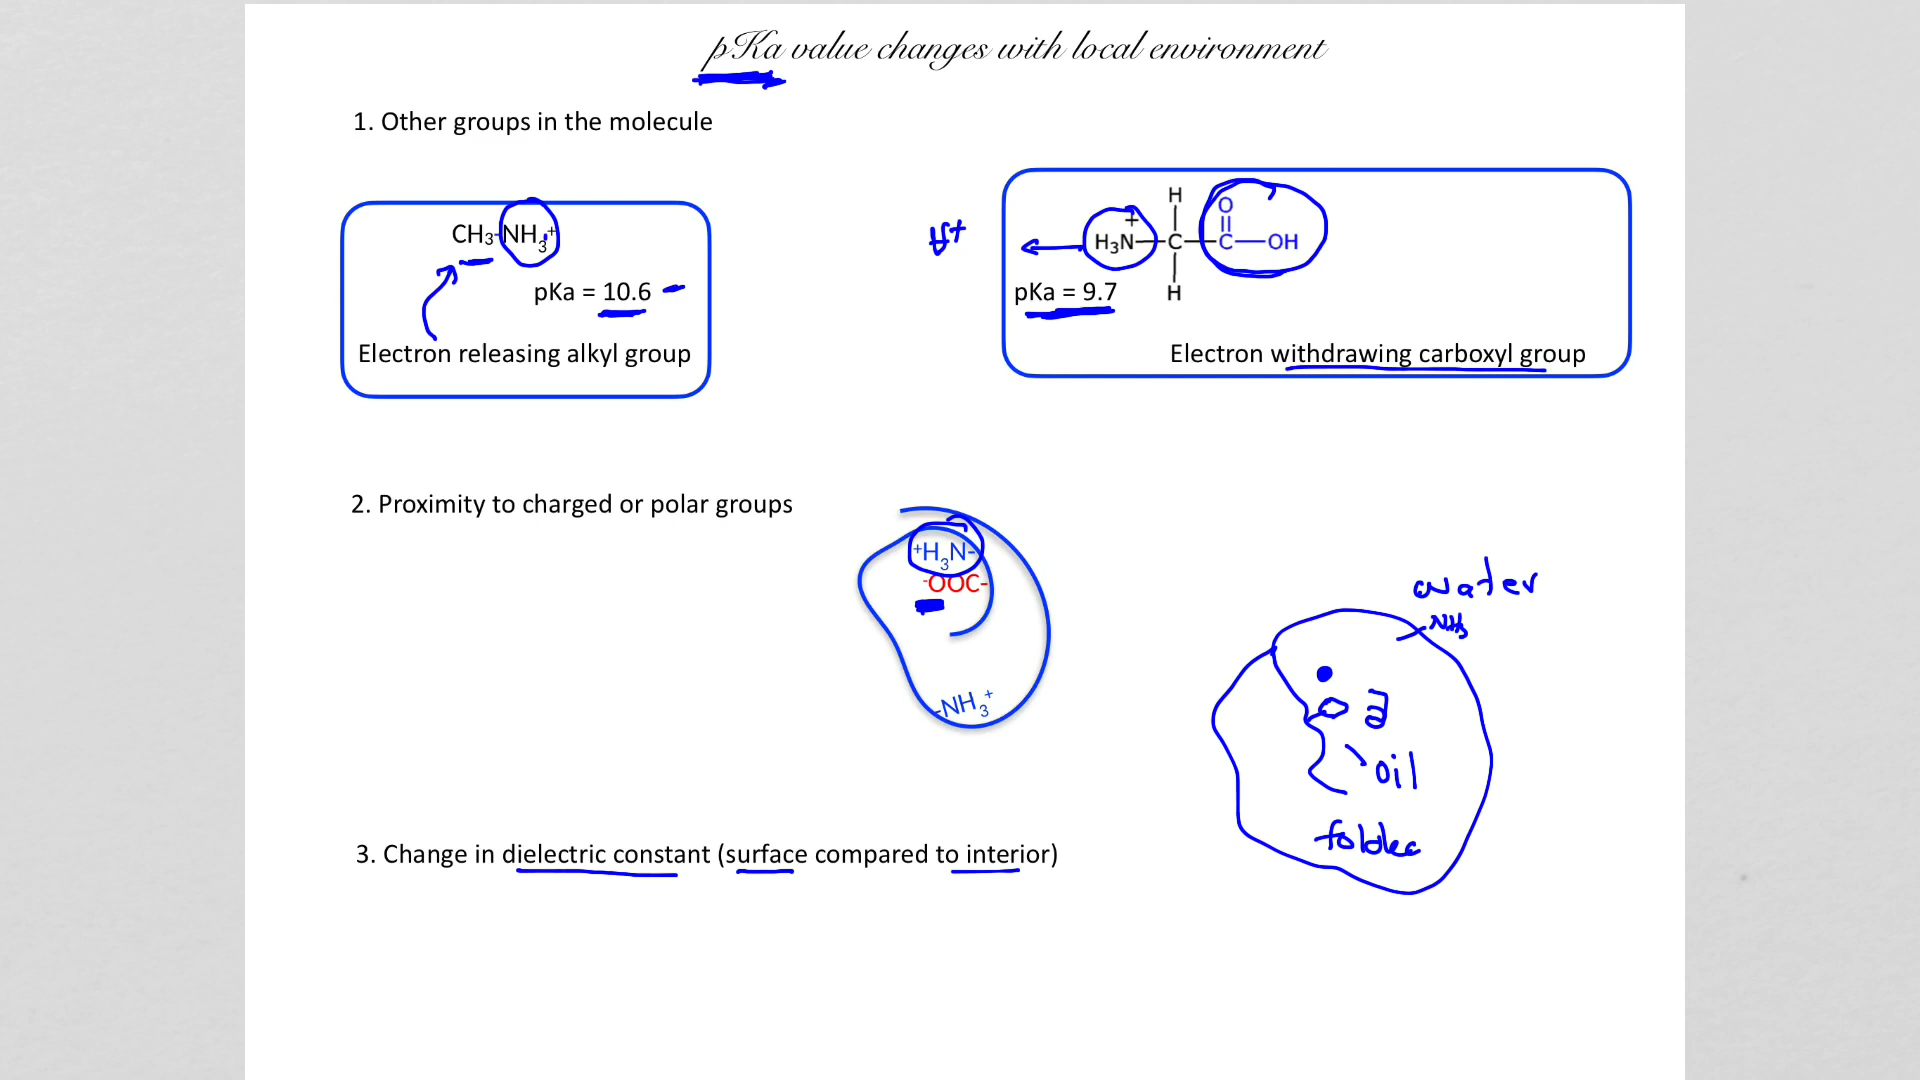 pKa value changes with local environment
1. Other groups in the molecule
CH₃-NH₃⁺
pKa = 10.6
Electron releasing alkyl group
H+
H
O
+
H₃N—C—C—OH
H
pKa = 9.7
Electron withdrawing carboxyl group
2. Proximity to charged or polar groups
⁺H₃N-
⁻OOC-
-NH₃⁺
water
NH₃
oil
3. Change in dielectric constant (surface compared to interior)